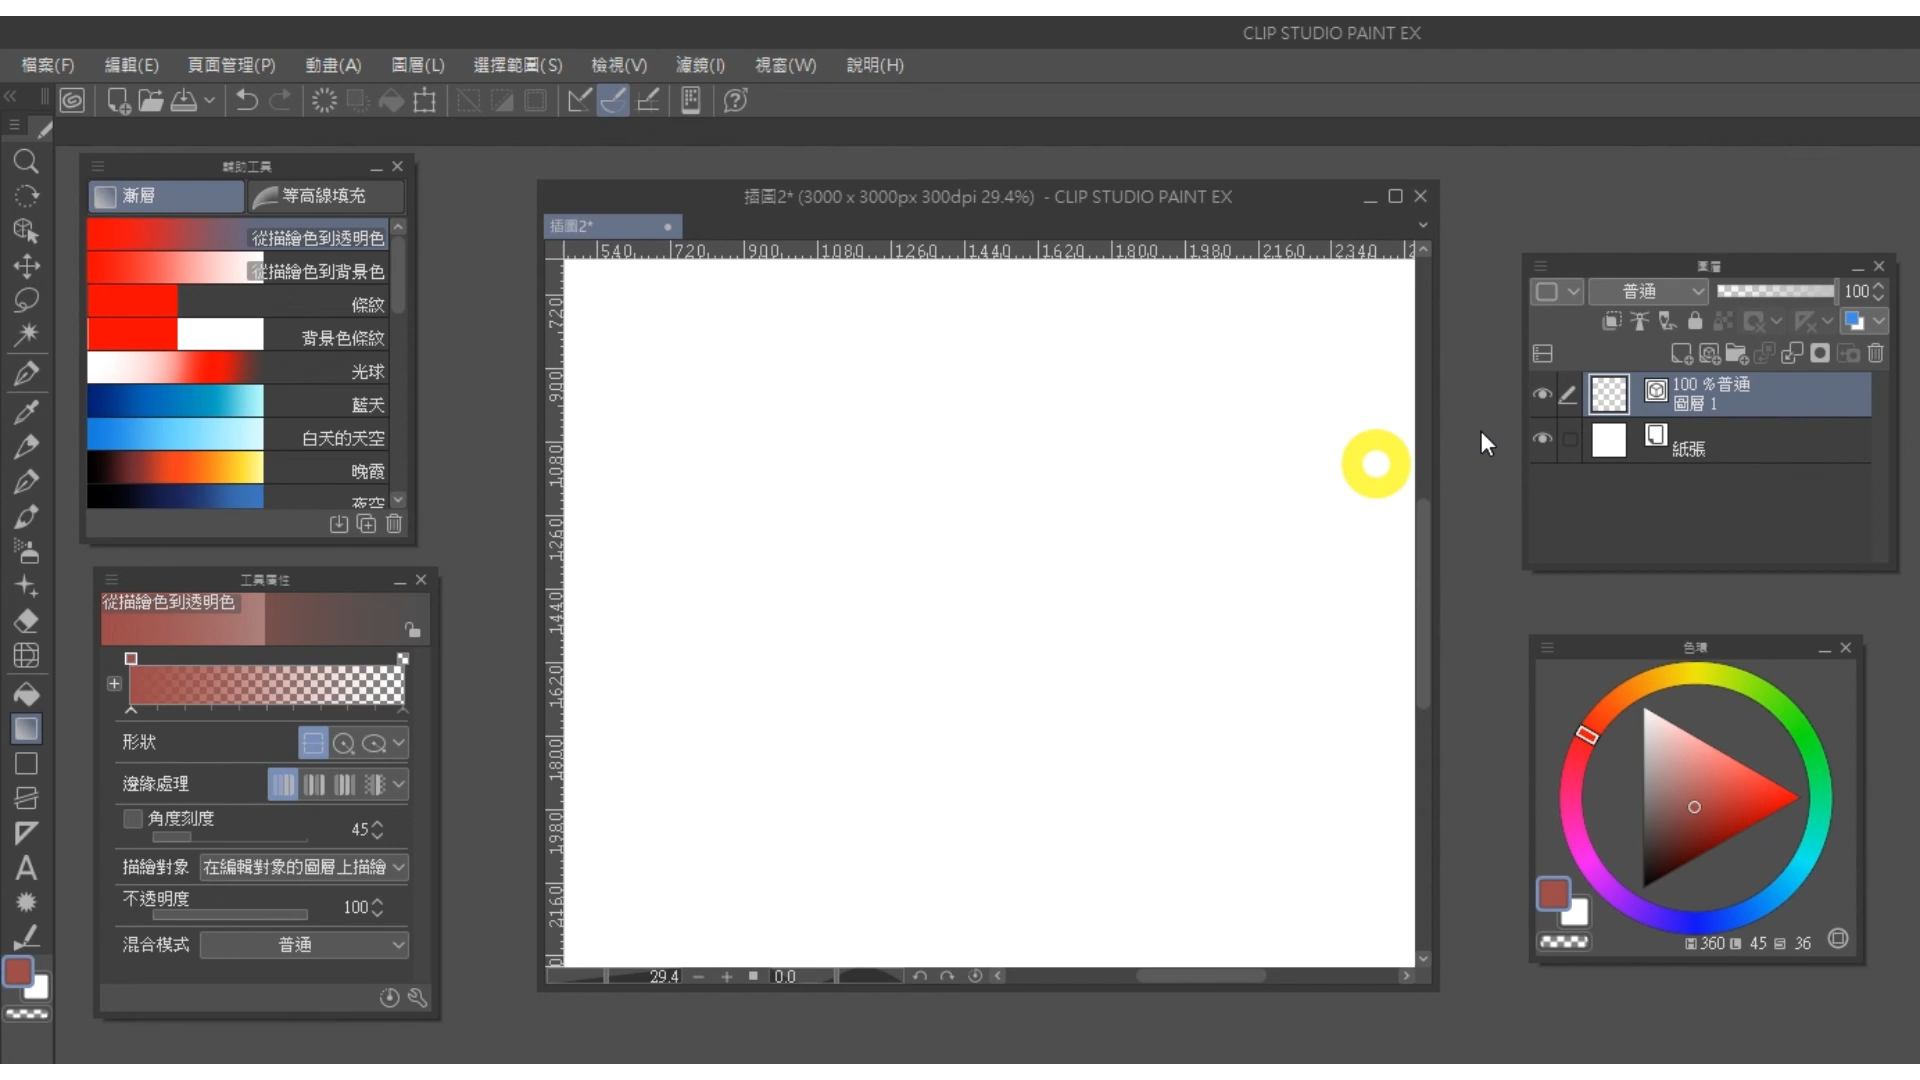 CLIP STUDIO PAINT EX
檔案(F) 編輯(E) 頁面管理(P) 動畫(A) 圖層(L) 選擇範圍(S) 檢視(V) 濾鏡(I) 視窗(W) 說明(H)
輔助工具
漸層 等高線填充
從描繪色到透明色
從描繪色到背景色
條紋
背景色條紋
光球
藍天
白天的天空
晚霞
夜空
工具屬性
從描繪色到透明色
形狀
邊緣處理
角度刻度 45
描繪對象 在編輯對象的圖層上描繪
不透明度 100
混合模式 普通
插圖2* (3000 x 3000px 300dpi 29.4%) - CLIP STUDIO PAINT EX
插圖2*
540 720 900 1080 1260 1440 1620 1800 1980 2160 2340 2
720
900
1080
1260
1440
1620
1800
1980
2160
29.4 0.0
圖層
普通 100
100 %普通
圖層 1
紙張
色環
H 360 L 45 S 36